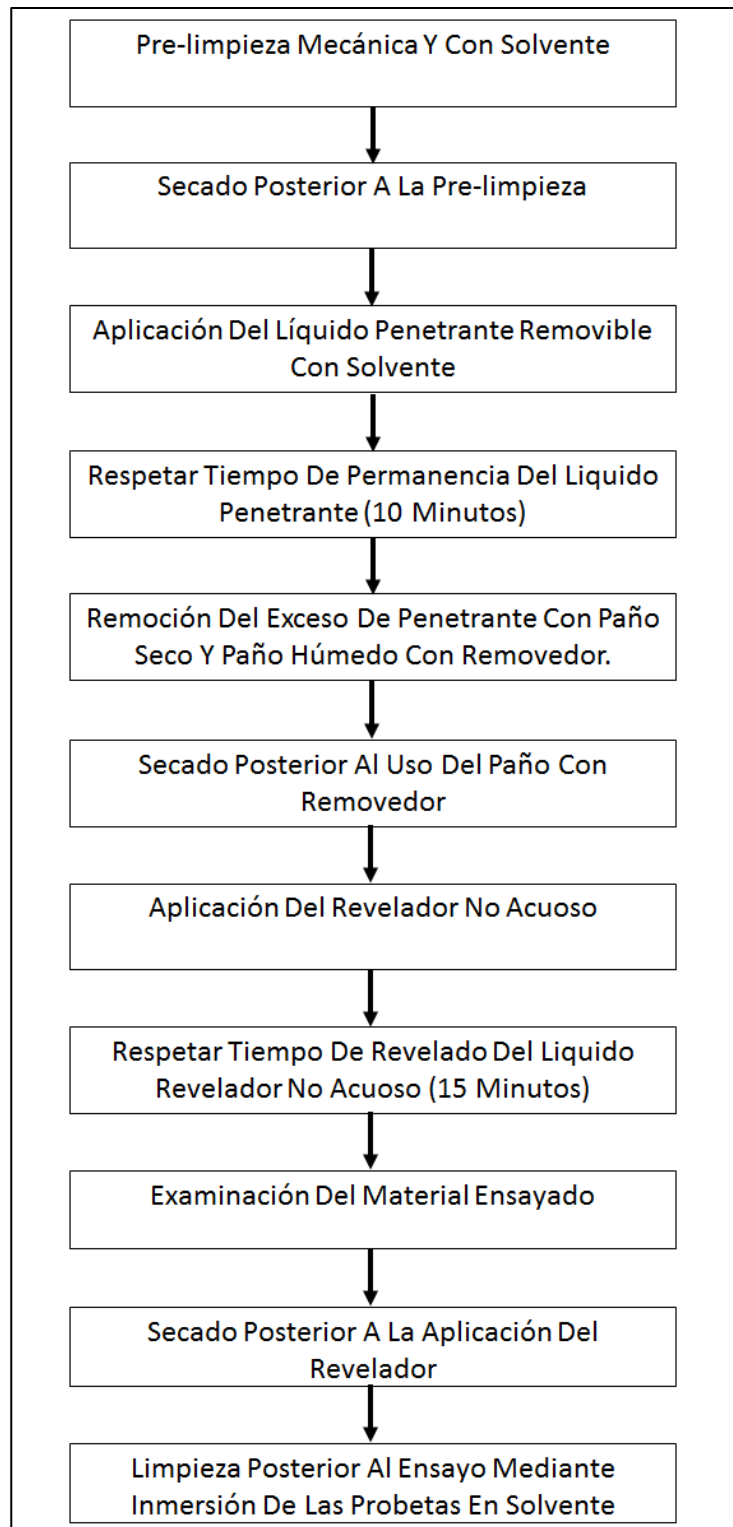 Pre-limpieza Mecánica Y Con Solvente
Secado Posterior A La Pre-limpieza
Aplicación Del Líquido Penetrante Removible
Con Solvente
Respetar Tiempo De Permanencia Del Liquido
Penetrante (10 Minutos)
Remoción Del Exceso De Penetrante Con Paño
Seco Y Paño Húmedo Con Removedor.
Secado Posterior Al Uso Del Paño Con
Removedor
Aplicación Del Revelador No Acuoso
Respetar Tiempo De Revelado Del Liquido
Revelador No Acuoso (15 Minutos)
Examinación Del Material Ensayado
Secado Posterior A La Aplicación Del
Revelador
Limpieza Posterior Al Ensayo Mediante
Inmersión De Las Probetas En Solvente